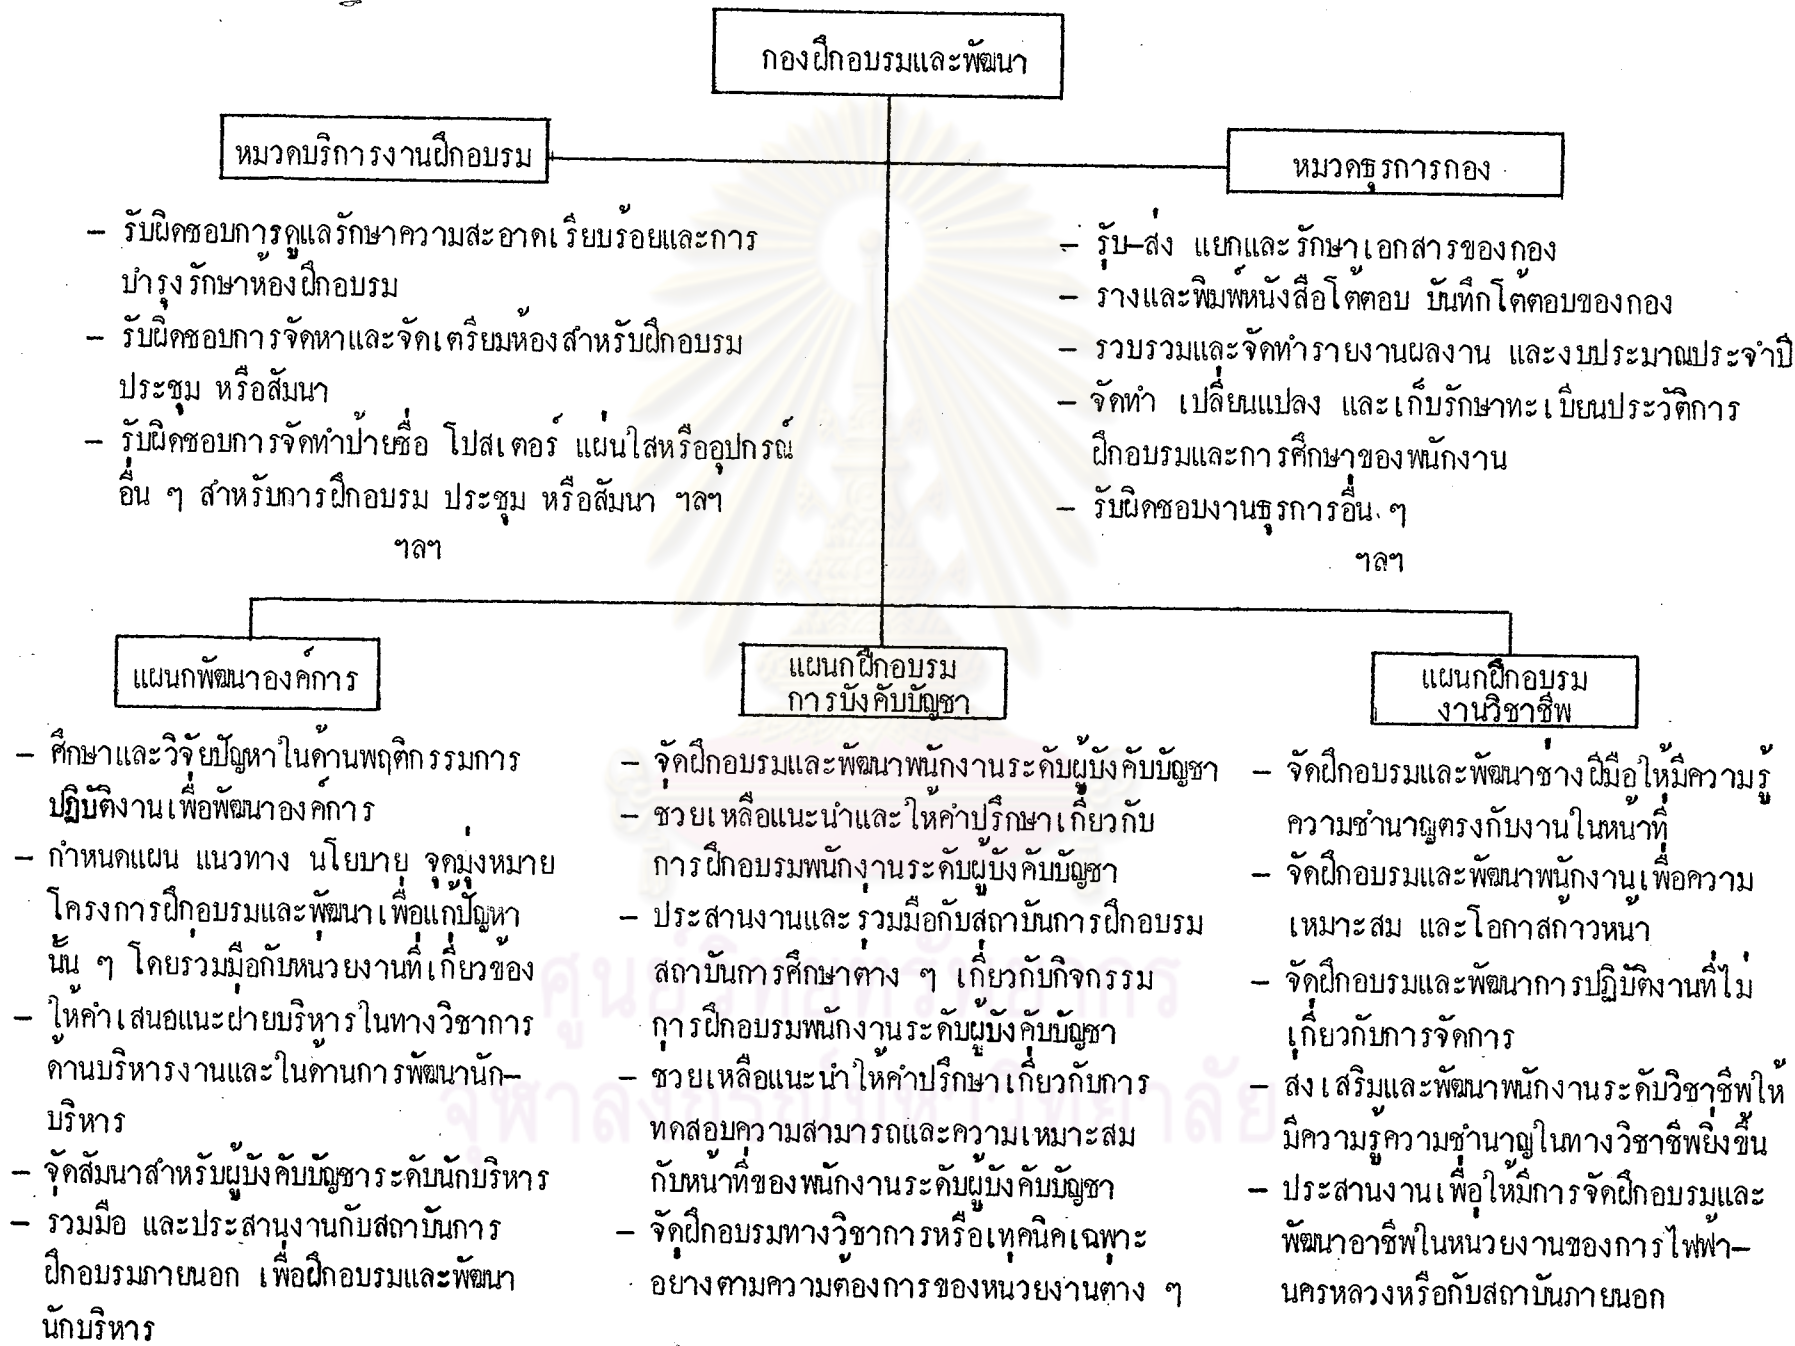 กองฝึกอบรมและพัฒนา
หมวดบริการงานฝึกอบรม
– รับผิดชอบการดูแลรักษาความสะอาดเรียบร้อยและการ
บำรุงรักษาห้องฝึกอบรม
– รับผิดชอบการจัดหาและจัดเตรียมห้องสำหรับฝึกอบรม
ประชุม หรือสัมนา
– รับผิดชอบการจัดทำป้ายชื่อ โปสเตอร์ แผ่นใสหรืออุปกรณ์
อื่น ๆ สำหรับการฝึกอบรม ประชุม หรือสัมนา ฯลฯ
ฯลฯ
หมวดธุรการกอง
– รับ–ส่ง แยกและรักษาเอกสารของกอง
– รางและพิมพ์หนังสือโต้ตอบ บันทึกโต้ตอบของกอง
– รวบรวมและจัดทำรายงานผลงาน และงบประมาณประจำปี
– จัดทำ เปลี่ยนแปลง และเก็บรักษาทะเบียนประวัติการ
ฝึกอบรมและการศึกษาของพนักงาน
– รับผิดชอบงานธุรการอื่น ๆ
ฯลฯ
แผนกพัฒนาองค์การ
– ศึกษาและวิจัยปัญหาในด้านพฤติกรรมการ
ปฏิบัติงานเพื่อพัฒนาองค์การ
– กำหนดแผน แนวทาง นโยบาย จุดมุ่งหมาย
โครงการฝึกอบรมและพัฒนาเพื่อแก้ปัญหา
นั้น ๆ โดยรวมมือกับหน่วยงานที่เกี่ยวข้อง
– ให้คำเสนอแนะฝ่ายบริหารในทางวิชาการ
ด้านบริหารงานและในด้านการพัฒนานัก–
บริหาร
– จัดสัมนาสำหรับผู้บังคับบัญชาระดับนักบริหาร
– รวมมือ และประสานงานกับสถาบันการ
ฝึกอบรมภายนอก เพื่อฝึกอบรมและพัฒนา
นักบริหาร
แผนกฝึกอบรม
การบังคับบัญชา
– จัดฝึกอบรมและพัฒนาพนักงานระดับผู้บังคับบัญชา
– ชวยเหลือแนะนำและให้คำปรึกษาเกี่ยวกับ
การฝึกอบรมพนักงานระดับผู้บังคับบัญชา
– ประสานงานและร่วมมือกับสถาบันการฝึกอบรม
สถาบันการศึกษาต่าง ๆ เกี่ยวกับกิจกรรม
การฝึกอบรมพนักงานระดับผู้บังคับบัญชา
– ชวยเหลือแนะนำให้คำปรึกษาเกี่ยวกับการ
ทดสอบความสามารถและความเหมาะสม
กับหน้าที่ของพนักงานระดับผู้บังคับบัญชา
– จัดฝึกอบรมทางวิชาการหรือเทคนิคเฉพาะ
อย่างตามความต้องการของหน่วยงานต่าง ๆ
แผนกฝึกอบรม
งานวิชาชีพ
– จัดฝึกอบรมและพัฒนาช่างฝีมือให้มีความรู้
ความชำนาญตรงกับงานในหน้าที่
– จัดฝึกอบรมและพัฒนาพนักงานเพื่อความ
เหมาะสม และโอกาสกาวหนา
– จัดฝึกอบรมและพัฒนาการปฏิบัติงานที่ไม่
เกี่ยวกับการจัดการ
– สงเสริมและพัฒนาพนักงานระดับวิชาชีพให้
มีความรู้ความชำนาญในทางวิชาชีพยิ่งขึ้น
– ประสานงานเพื่อให้มีการจัดฝึกอบรมและ
พัฒนาอาชีพในหน่วยงานของการไฟฟ้า–
นครหลวงหรือกับสถาบันภายนอก
ศูนย์วิทยทรัพยากร
จุฬาลงกรณ์มหาวิทยาลัย